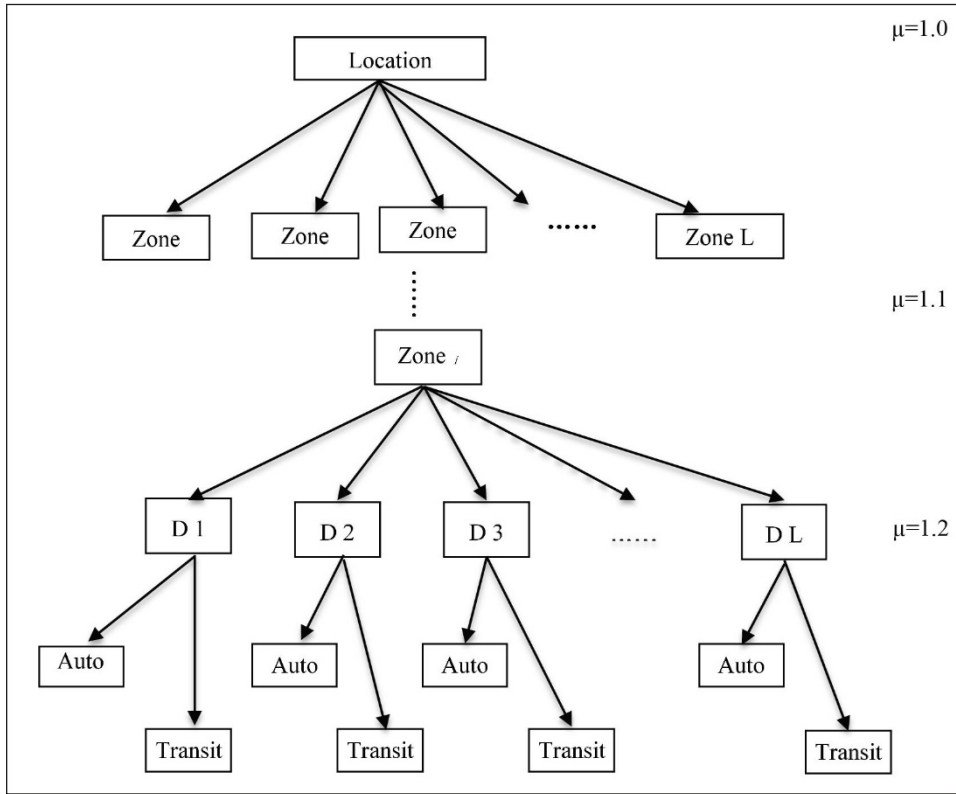 μ=1.0
Location
Zone
Zone
Zone
......
Zone L
μ=1.1
Zone i
D 1
D 2
D 3
......
D L
μ=1.2
Auto
Auto
Auto
Auto
Transit
Transit
Transit
Transit